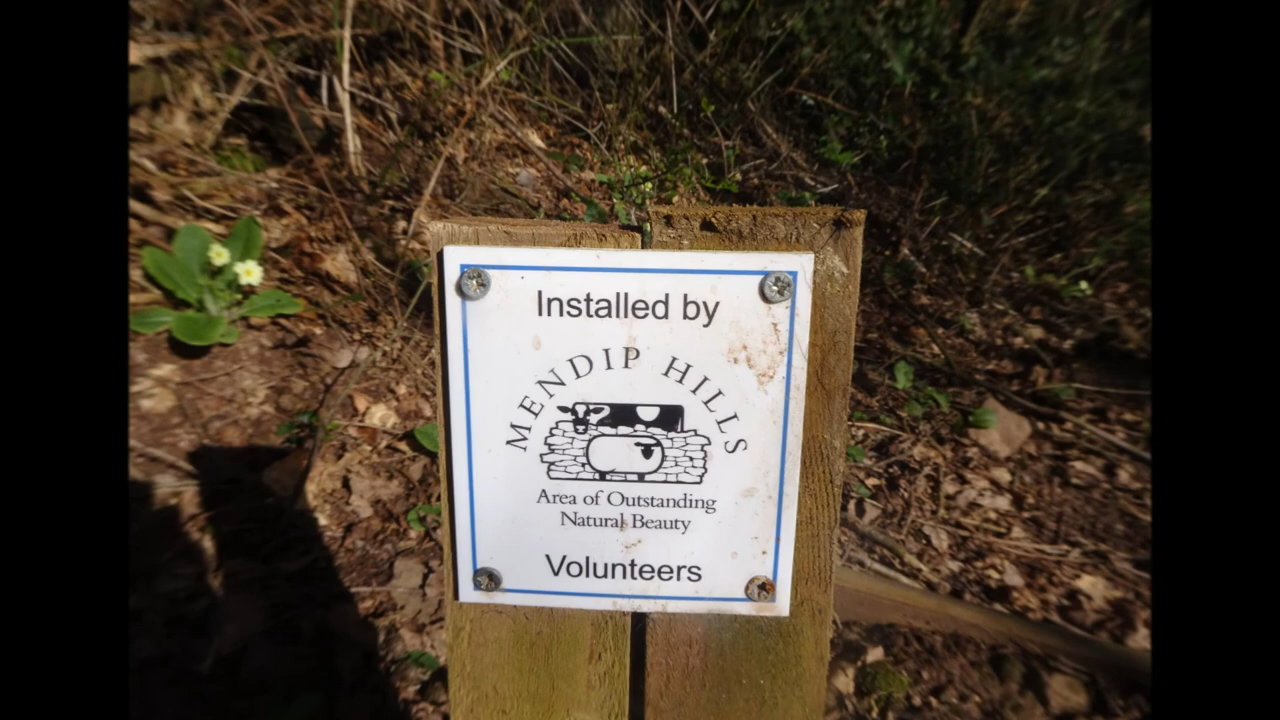 Installed by
MENDIP HILLS
Area of Outstanding
Natural Beauty
Volunteers